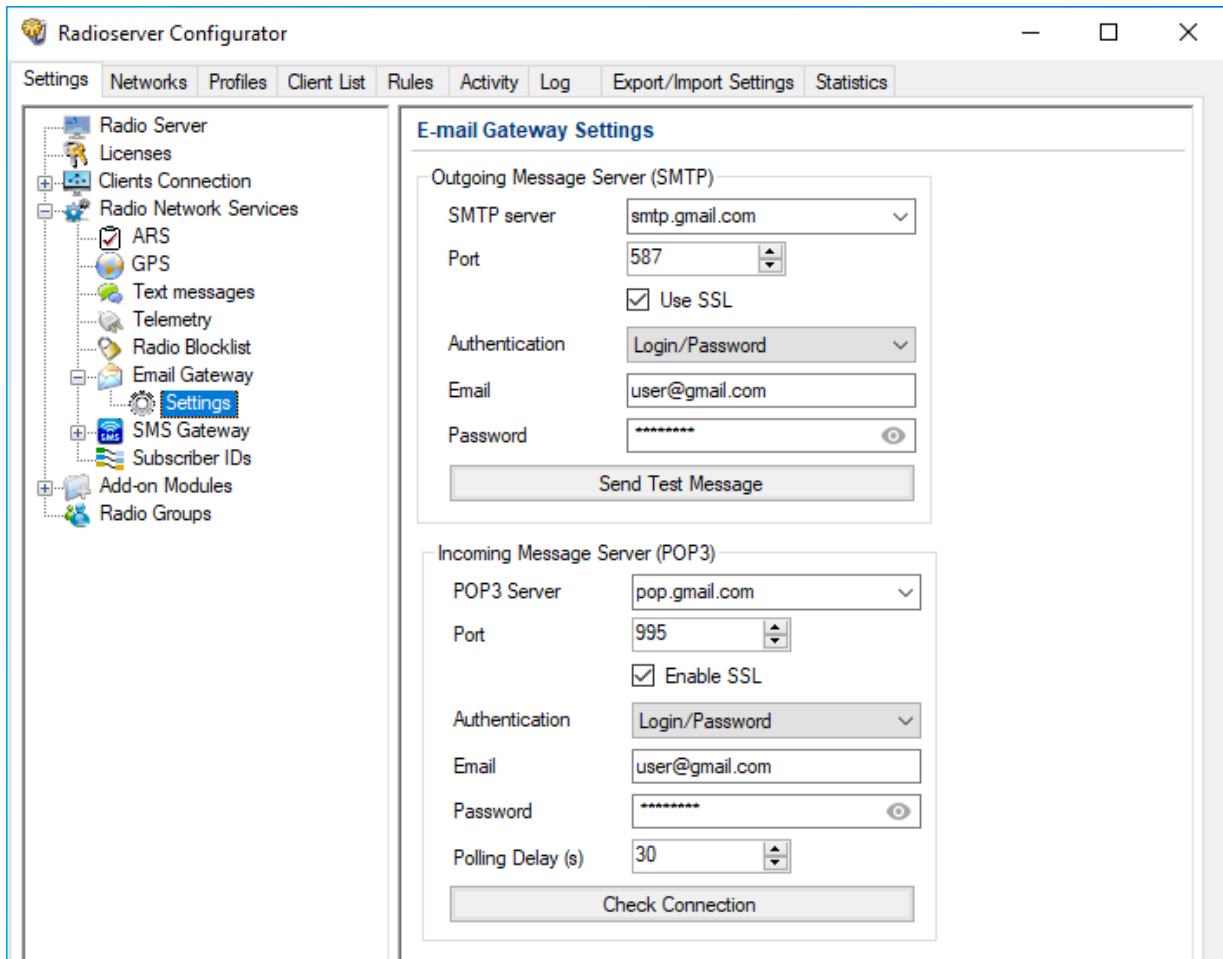 Radioserver Configurator
Settings Networks Profiles Client List Rules Activity Log Export/Import Settings Statistics
Radio Server
Licenses
Clients Connection
Radio Network Services
ARS
GPS
Text messages
Telemetry
Radio Blocklist
Email Gateway
Settings
SMS Gateway
Subscriber IDs
Add-on Modules
Radio Groups
E-mail Gateway Settings
Outgoing Message Server (SMTP)
SMTP server smtp.gmail.com
Port 587
Use SSL
Authentication Login/Password
Email user@gmail.com
Password ********
Send Test Message
Incoming Message Server (POP3)
POP3 Server pop.gmail.com
Port 995
Enable SSL
Authentication Login/Password
Email user@gmail.com
Password ********
Polling Delay (s) 30
Check Connection